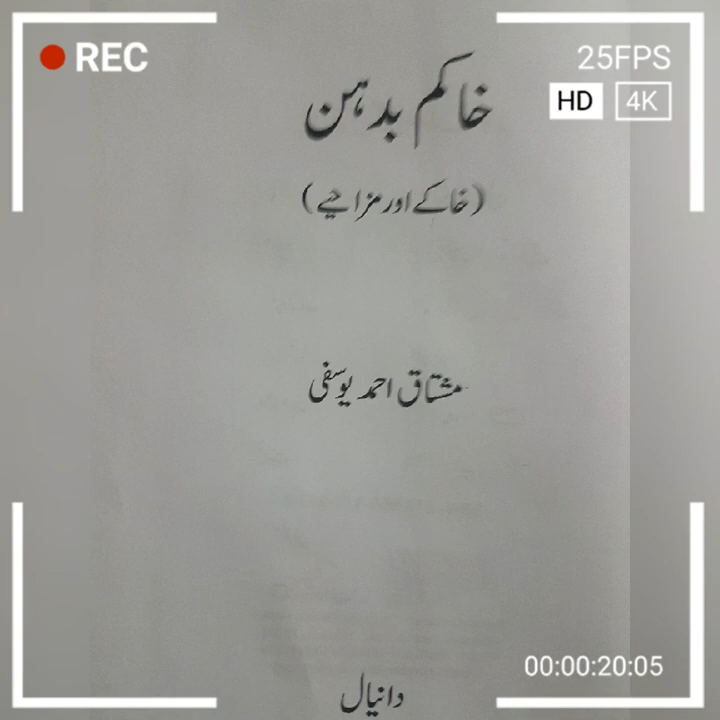 REC
25FPS
HD 4K
خاکم بدہن
(خاکے اور مزاحیے)
مشتاق احمد یوسفی
00:00:20:05
دانیال